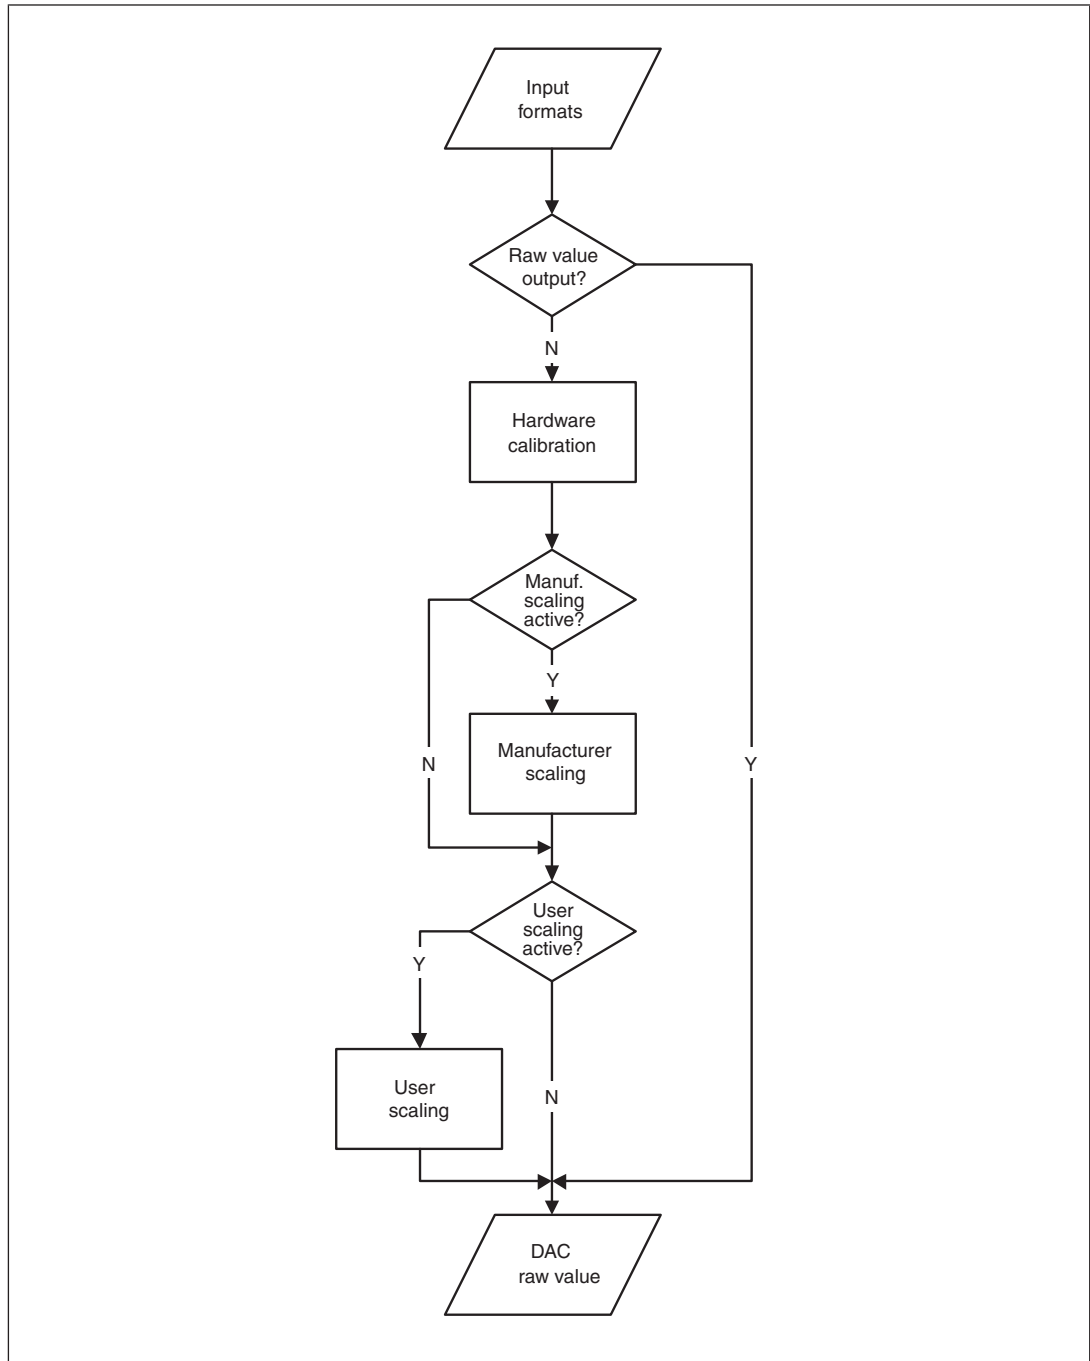 Input
formats
Raw value
output?
N
Hardware
calibration
Manuf.
scaling
active?
Y
Manufacturer
scaling
N
Y
User
scaling
active?
Y
User
scaling
N
DAC
raw value